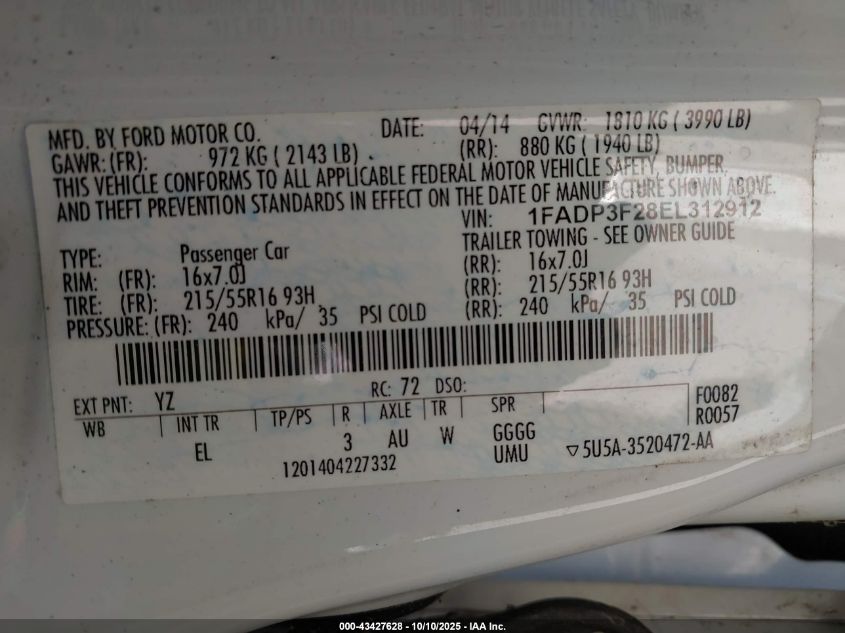 MFD. BY FORD MOTOR CO. DATE: 04/14 GVWR: 1810 KG ( 3990 LB)
GAWR: (FR): 972 KG ( 2143 LB) (RR): 880 KG ( 1940 LB)
THIS VEHICLE CONFORMS TO ALL APPLICABLE FEDERAL MOTOR VEHICLE SAFETY, BUMPER,
AND THEFT PREVENTION STANDARDS IN EFFECT ON THE DATE OF MANUFACTURE SHOWN ABOVE.
VIN: 1FADP3F28EL312912
TYPE: Passenger Car TRAILER TOWING - SEE OWNER GUIDE
RIM: (FR): 16x7.0J (RR): 16x7.0J
TIRE: (FR): 215/55R16 93H (RR): 215/55R16 93H
PRESSURE: (FR): 240 kPa/ 35 PSI COLD (RR): 240 kPa/ 35 PSI COLD
EXT PNT: YZ RC: 72 DSO: F0082
WB INT TR TP/PS R AXLE TR SPR R0057
EL 3 AU W GGGG
UMU ▽5U5A-3520472-AA
1201404227332
000-43427628 - 10/10/2025 - IAA Inc.